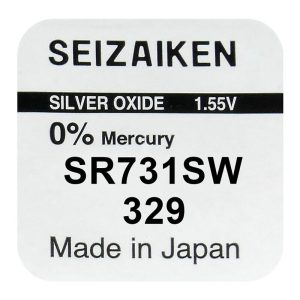 SEIZAIKEN
SILVER OXIDE 1.55V
0% Mercury
SR731SW
329
Made in Japan